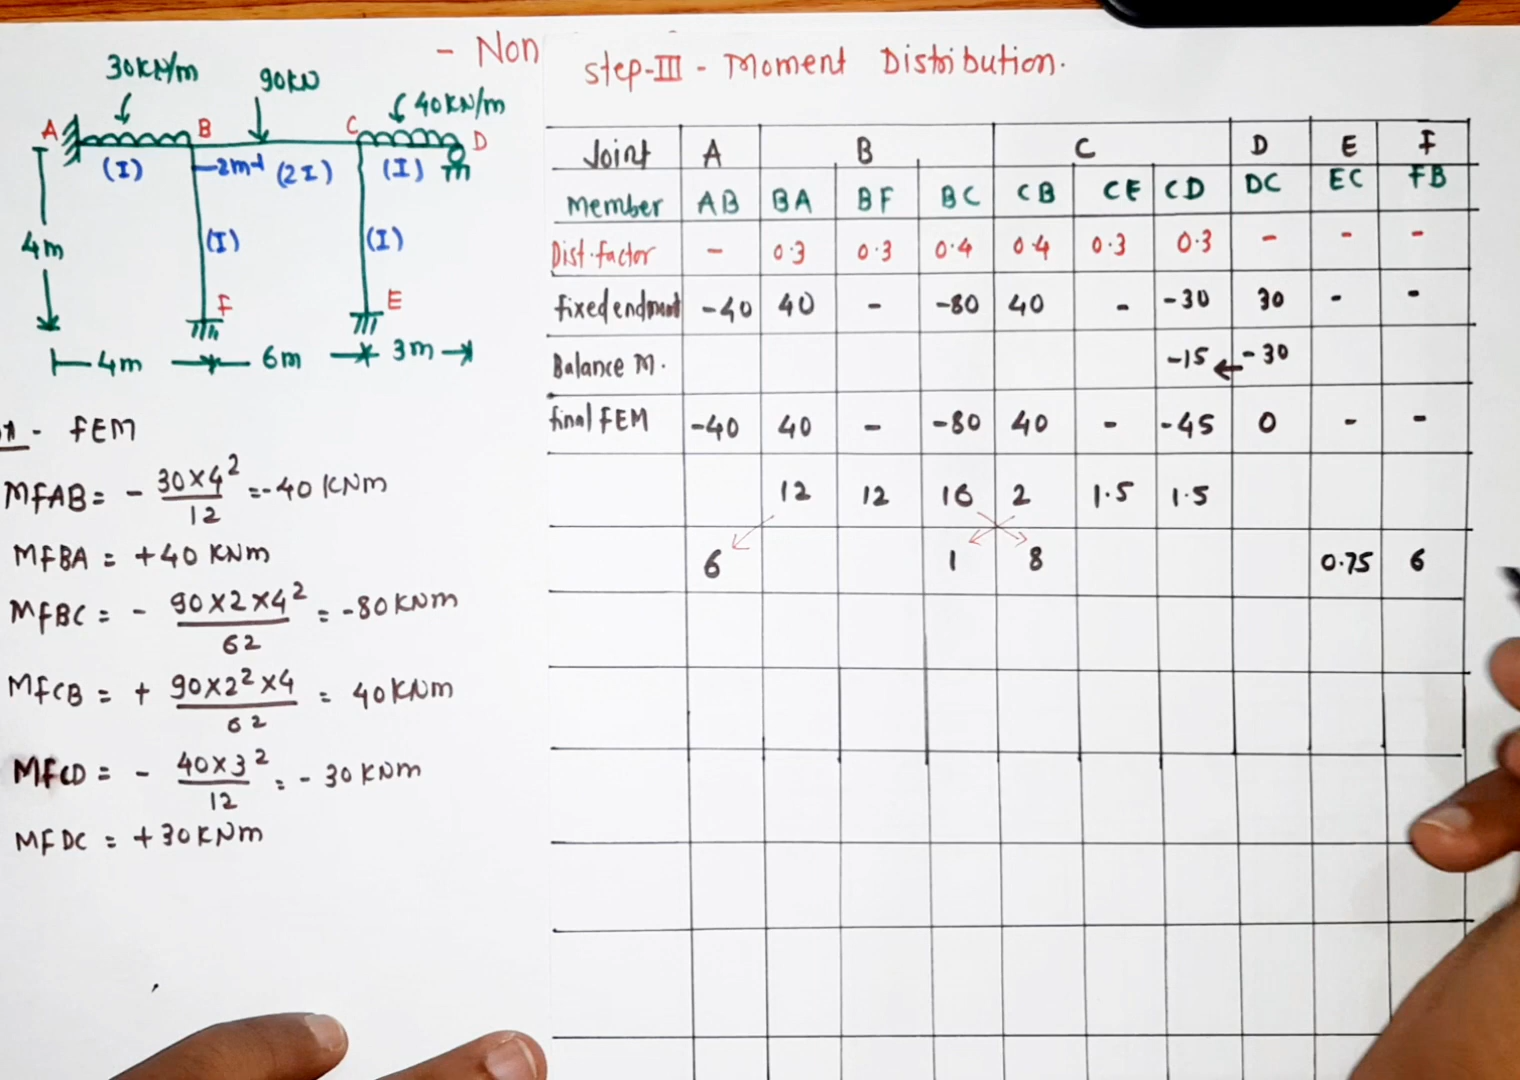 - Non
30KN/m
90KN
40KN/m
A
B
C
D
(I)
2m
(2I)
(I)
4m
(I)
(I)
F
E
4m
6m
3m
- FEM
MFAB = - 30×4² / 12 = -40 KNm
MFBA = +40 KNm
MFBC = - 90×2×4² / 62 = -80 KNm
MFCB = + 90×2²×4 / 62 = 40 KNm
MFCD = - 40×3² / 12 = - 30 KNm
MFDC = +30 KNm
Step-III - Moment Distribution.
Joint A B C D E F
Member AB BA BF BC CB CE CD DC EC FB
Dist.factor - 0.3 0.3 0.4 0.4 0.3 0.3 - - -
fixed end -40 40 - -80 40 - -30 30 - -
Balance M. -15 -30
final FEM -40 40 - -80 40 - -45 0 - -
12 12 16 2 1.5 1.5
6 1 8 0.75 6